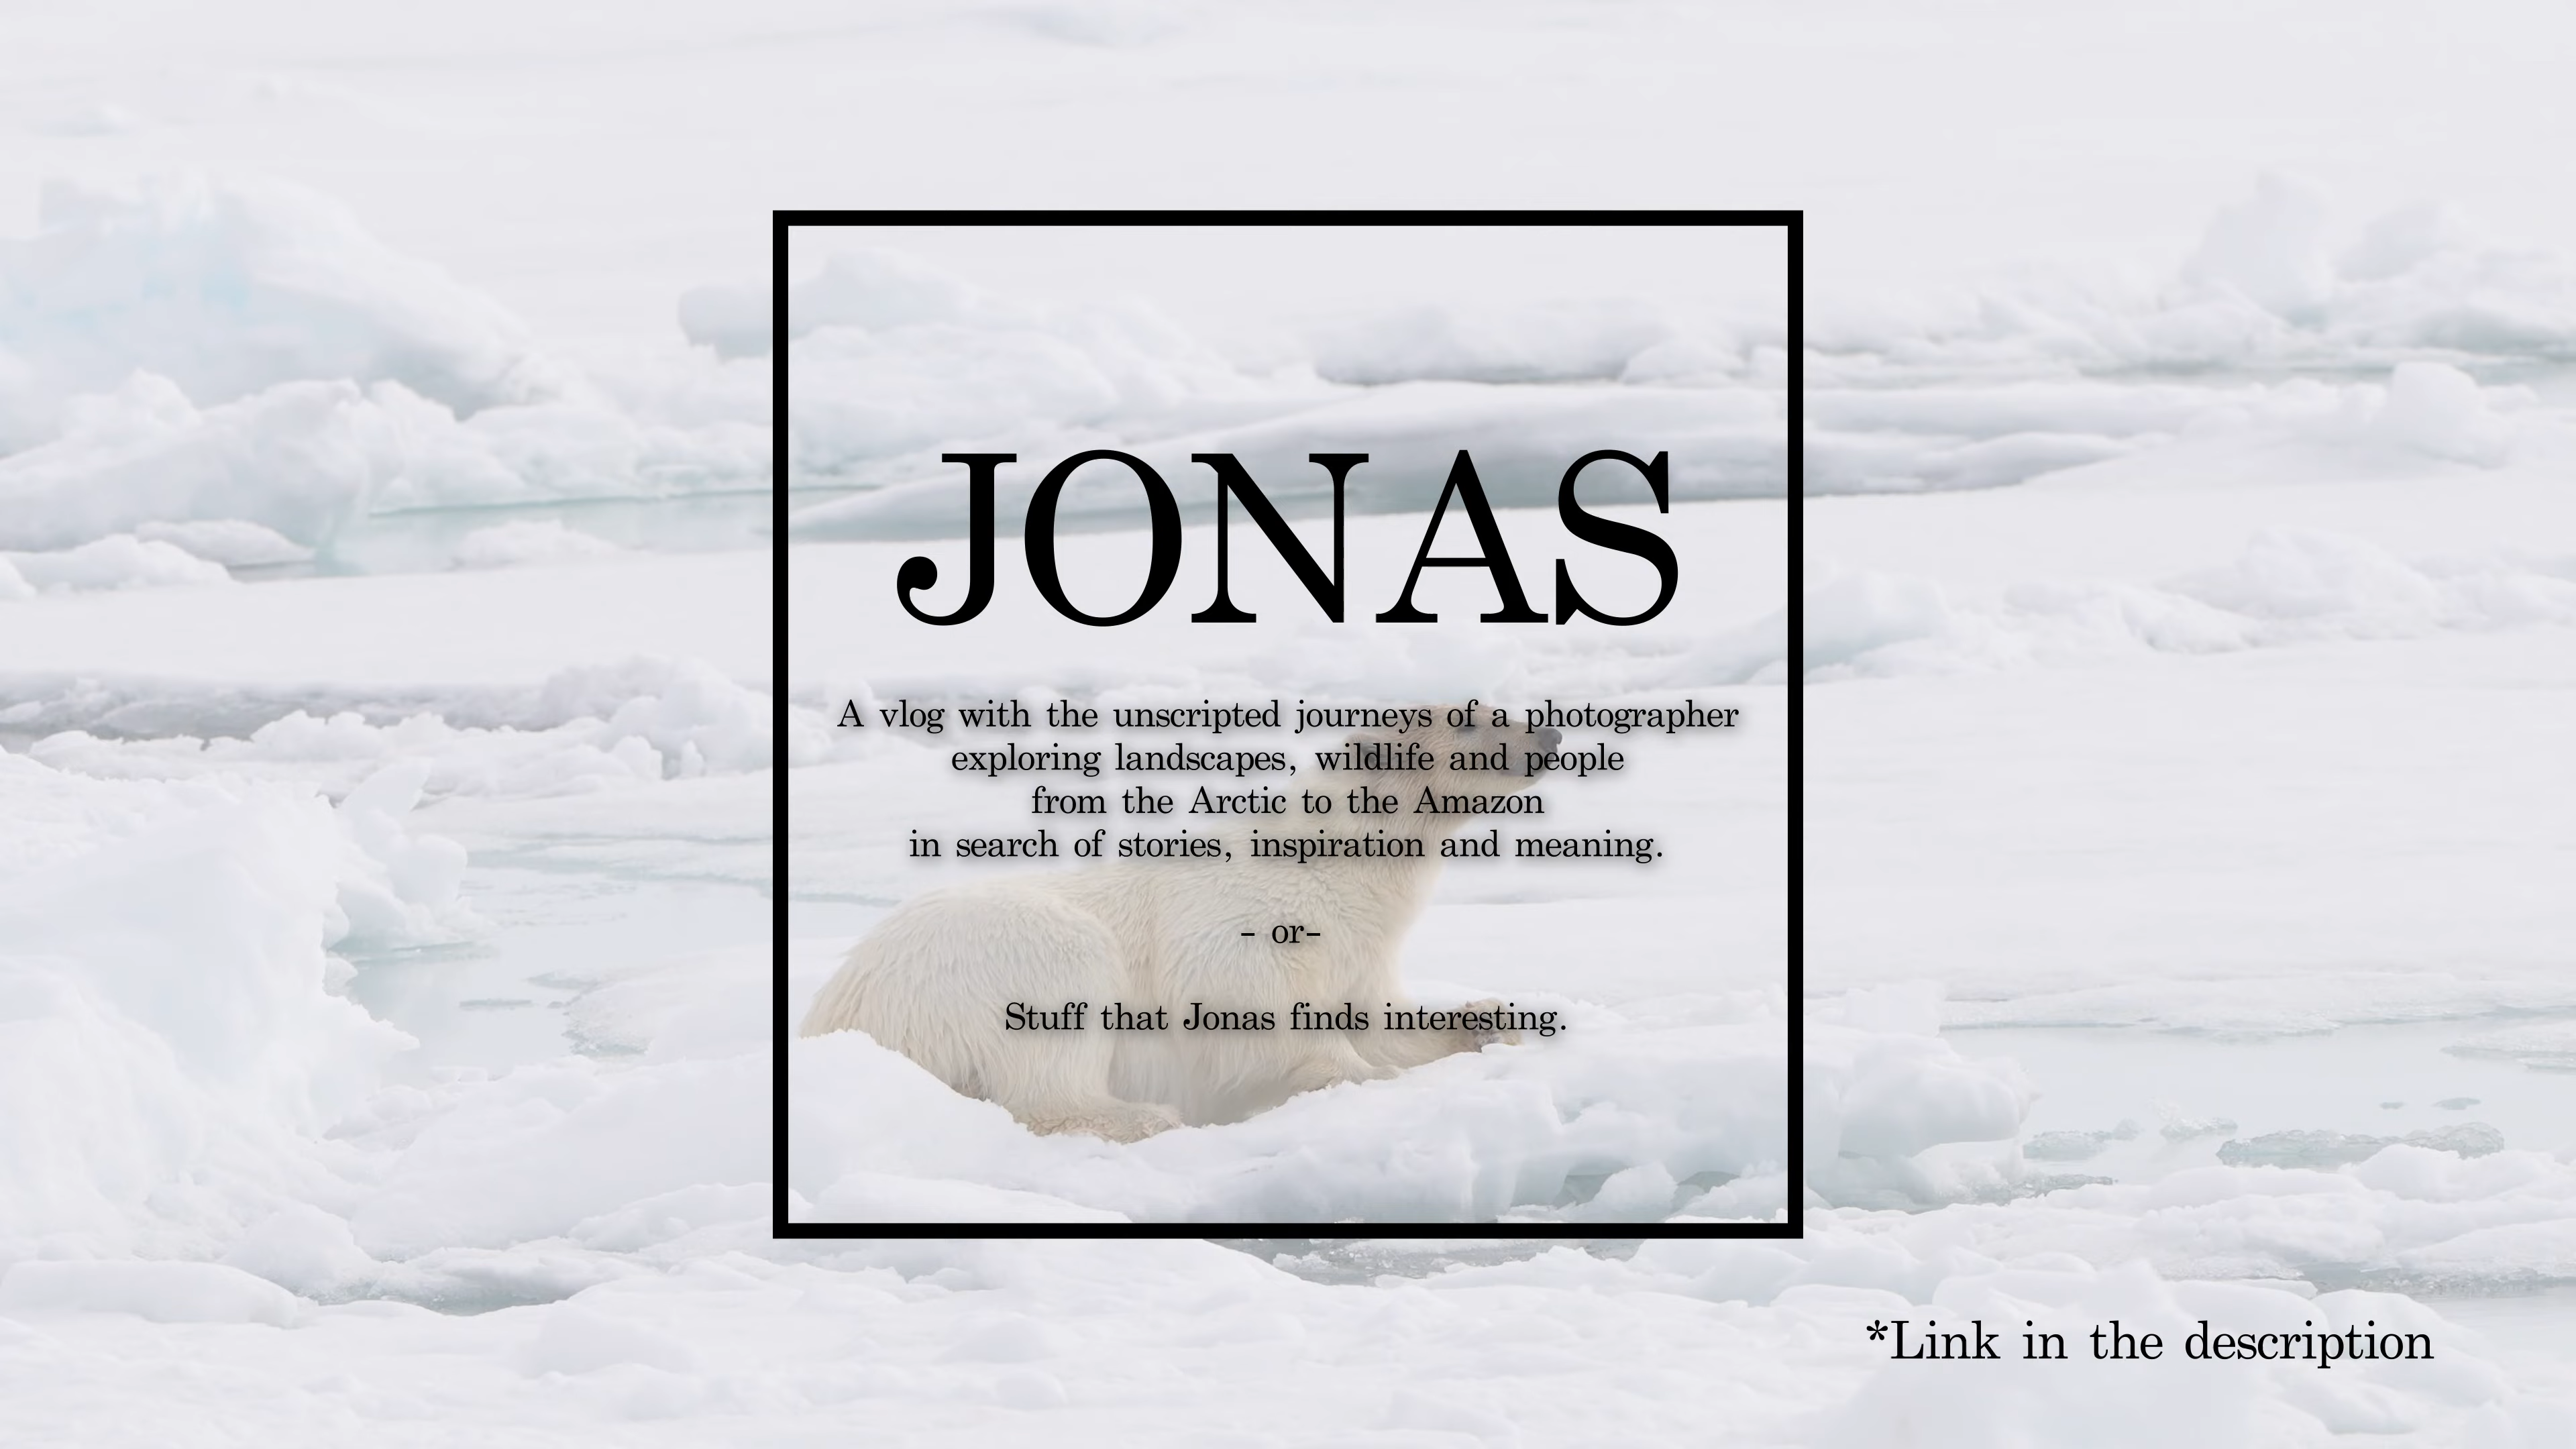 JONAS
A vlog with the unscripted journeys of a photographer
exploring landscapes, wildlife and people
from the Arctic to the Amazon
in search of stories, inspiration and meaning.
- or-
Stuff that Jonas finds interesting.
*Link in the description